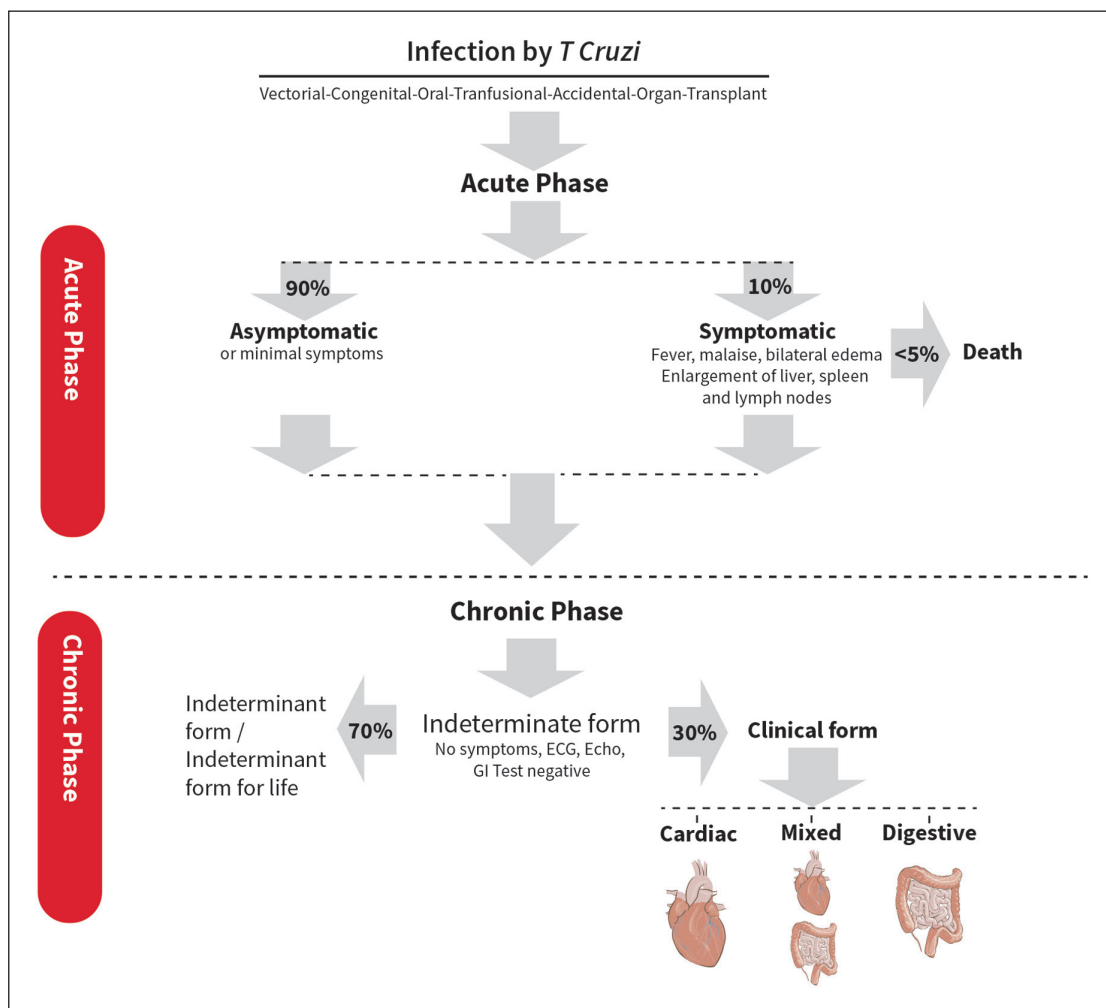 Infection by T Cruzi
Vectorial-Congenital-Oral-Tranfusional-Accidental-Organ-Transplant
Acute Phase
Acute Phase
90%
10%
Asymptomatic
or minimal symptoms
Symptomatic
Fever, malaise, bilateral edema
Enlargement of liver, spleen
and lymph nodes
<5%
Death
Chronic Phase
Chronic Phase
Indeterminant
form /
Indeterminant
form for life
70%
Indeterminate form
No symptoms, ECG, Echo,
GI Test negative
30%
Clinical form
Cardiac
Mixed
Digestive